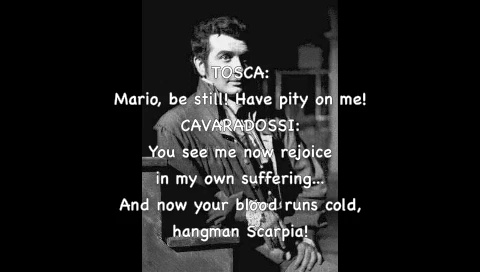 TOSCA:
Mario, be still! Have pity on me!
CAVARADOSSI:
You see me now rejoice
in my own suffering...
And now your blood runs cold,
hangman Scarpia!